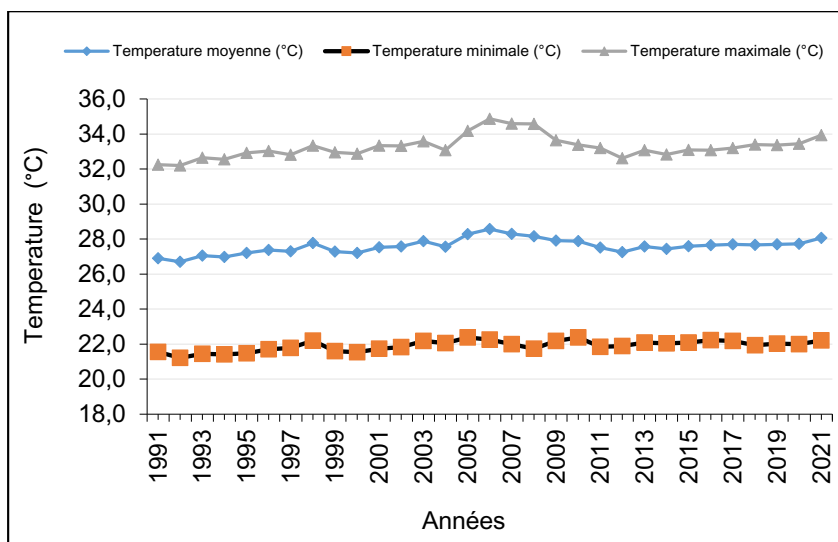 Temperature moyenne (°C) Temperature minimale (°C) Temperature maximale (°C)
36,0
34,0
32,0
30,0
28,0
26,0
24,0
22,0
20,0
18,0
Temperature (°C)
1991 1993 1995 1997 1999 2001 2003 2005 2007 2009 2011 2013 2015 2017 2019 2021
Années